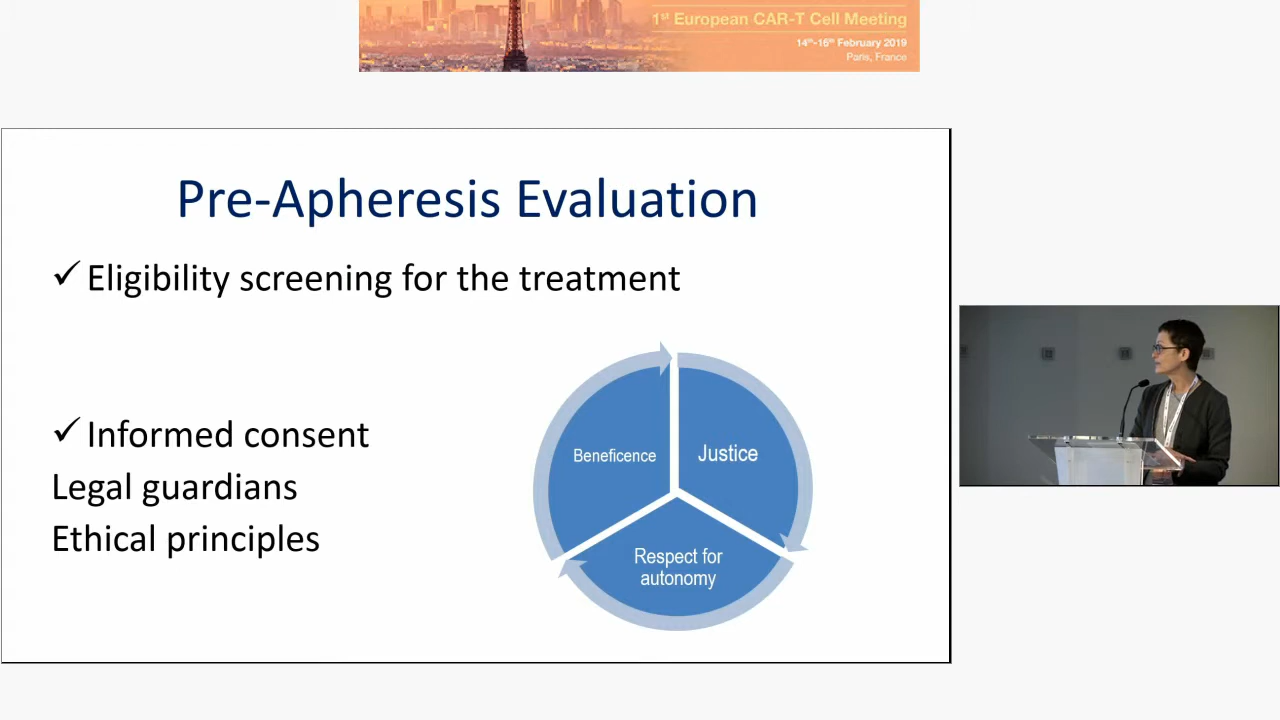 1st European CAR-T Cell Meeting
14th-16th February 2019
Paris, France
Pre-Apheresis Evaluation
✓ Eligibility screening for the treatment
✓ Informed consent
Legal guardians
Ethical principles
Beneficence
Justice
Respect for
autonomy